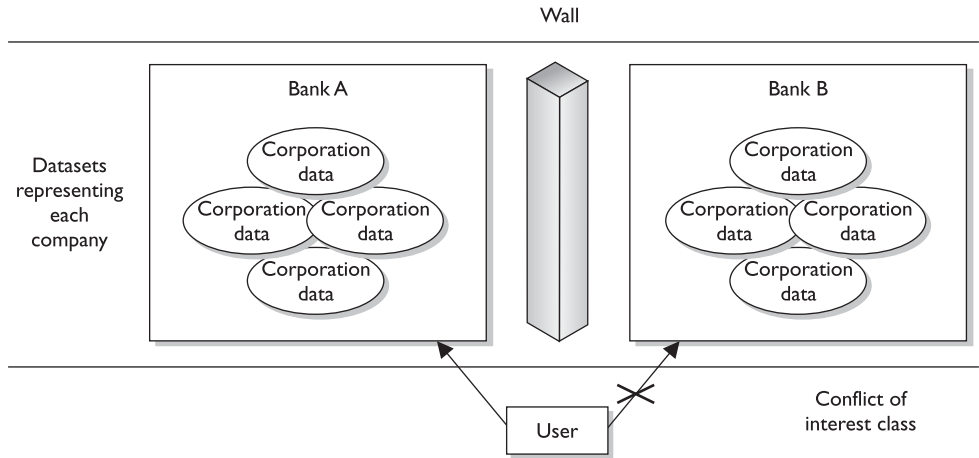 Wall
Bank A
Bank B
Datasets
representing
each
company
Corporation
data
Corporation
data
Corporation
data
Corporation
data
Corporation
data
Corporation
data
Corporation
data
Corporation
data
User
Conflict of
interest class